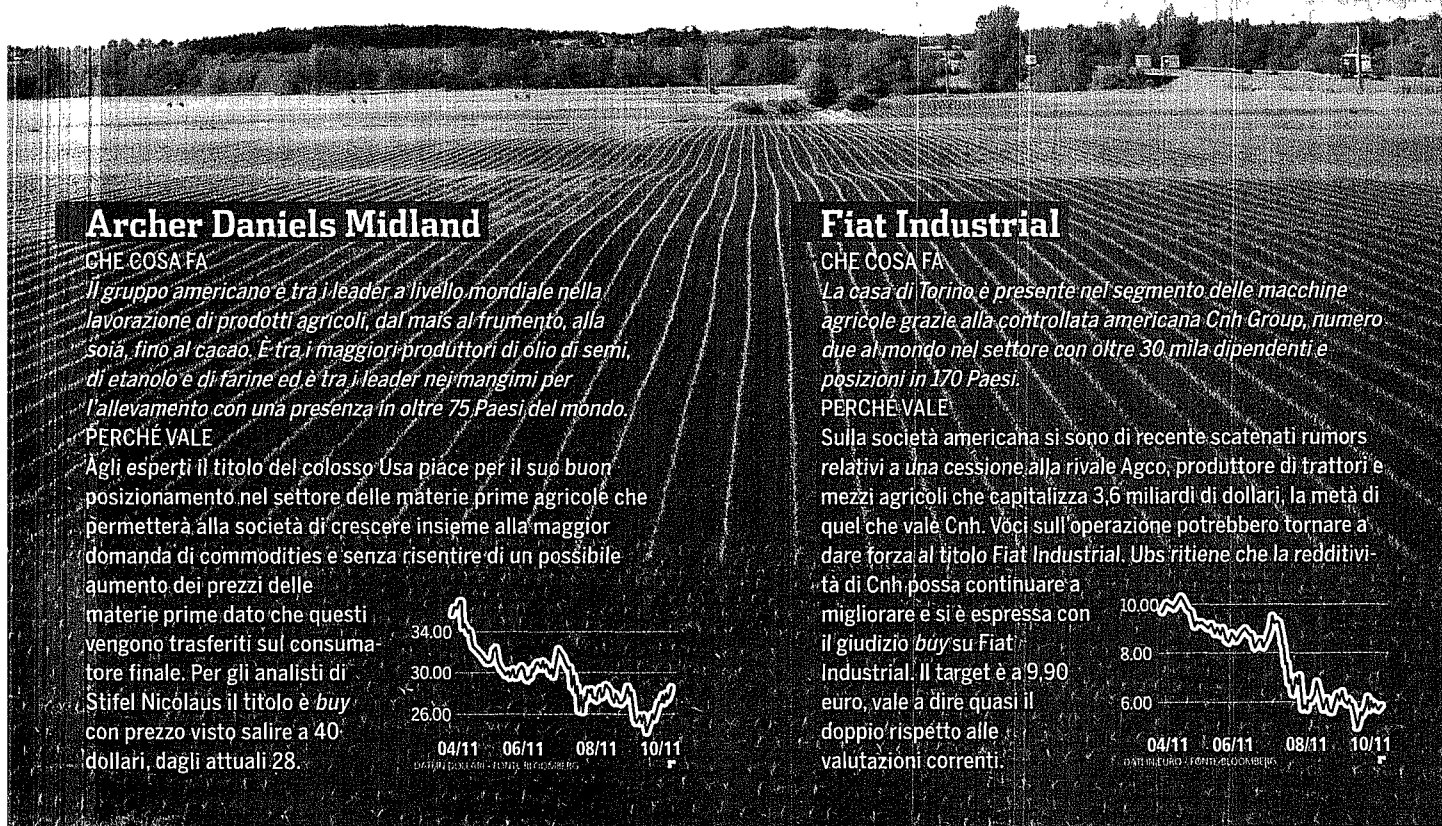 Archer Daniels Midland
CHE COSA FA
Il gruppo americano è tra i leader a livello mondiale nella
lavorazione di prodotti agricoli, dal mais al frumento, alla
soia, fino al cacao. È tra i maggiori produttori di olio di semi,
di etanolo e di farine ed è tra i leader nei mangimi per
l'allevamento con una presenza in oltre 75 Paesi del mondo.
PERCHÉ VALE
Agli esperti il titolo del colosso Usa piace per il suo buon
posizionamento nel settore delle materie prime agricole che
permetterà alla società di crescere insieme alla maggior
domanda di commodities e senza risentire di un possibile
aumento dei prezzi delle
materie prime dato che questi
vengono trasferiti sul consuma-
tore finale. Per gli analisti di
Stifel Nicolaus il titolo è buy
con prezzo visto salire a 40
dollari, dagli attuali 28.
34.00
30.00
26.00
04/11 06/11 08/11 10/11
DATI IN DOLLARI - FONTE BLOOMBERG
Fiat Industrial
CHE COSA FA
La casa di Torino è presente nel segmento delle macchine
agricole grazie alla controllata americana Cnh Group, numero
due al mondo nel settore con oltre 30 mila dipendenti e
posizioni in 170 Paesi.
PERCHÉ VALE
Sulla società americana si sono di recente scatenati rumors
relativi a una cessione alla rivale Agco, produttore di trattori e
mezzi agricoli che capitalizza 3,6 miliardi di dollari, la metà di
quel che vale Cnh. Voci sull'operazione potrebbero tornare a
dare forza al titolo Fiat Industrial. Ubs ritiene che la redditivi-
tà di Cnh possa continuare a
migliorare e si è espressa con
il giudizio buy su Fiat
Industrial. Il target è a 9,90
euro, vale a dire quasi il
doppio rispetto alle
valutazioni correnti.
10.00
8.00
6.00
04/11 06/11 08/11 10/11
DATI IN EURO - FONTE BLOOMBERG